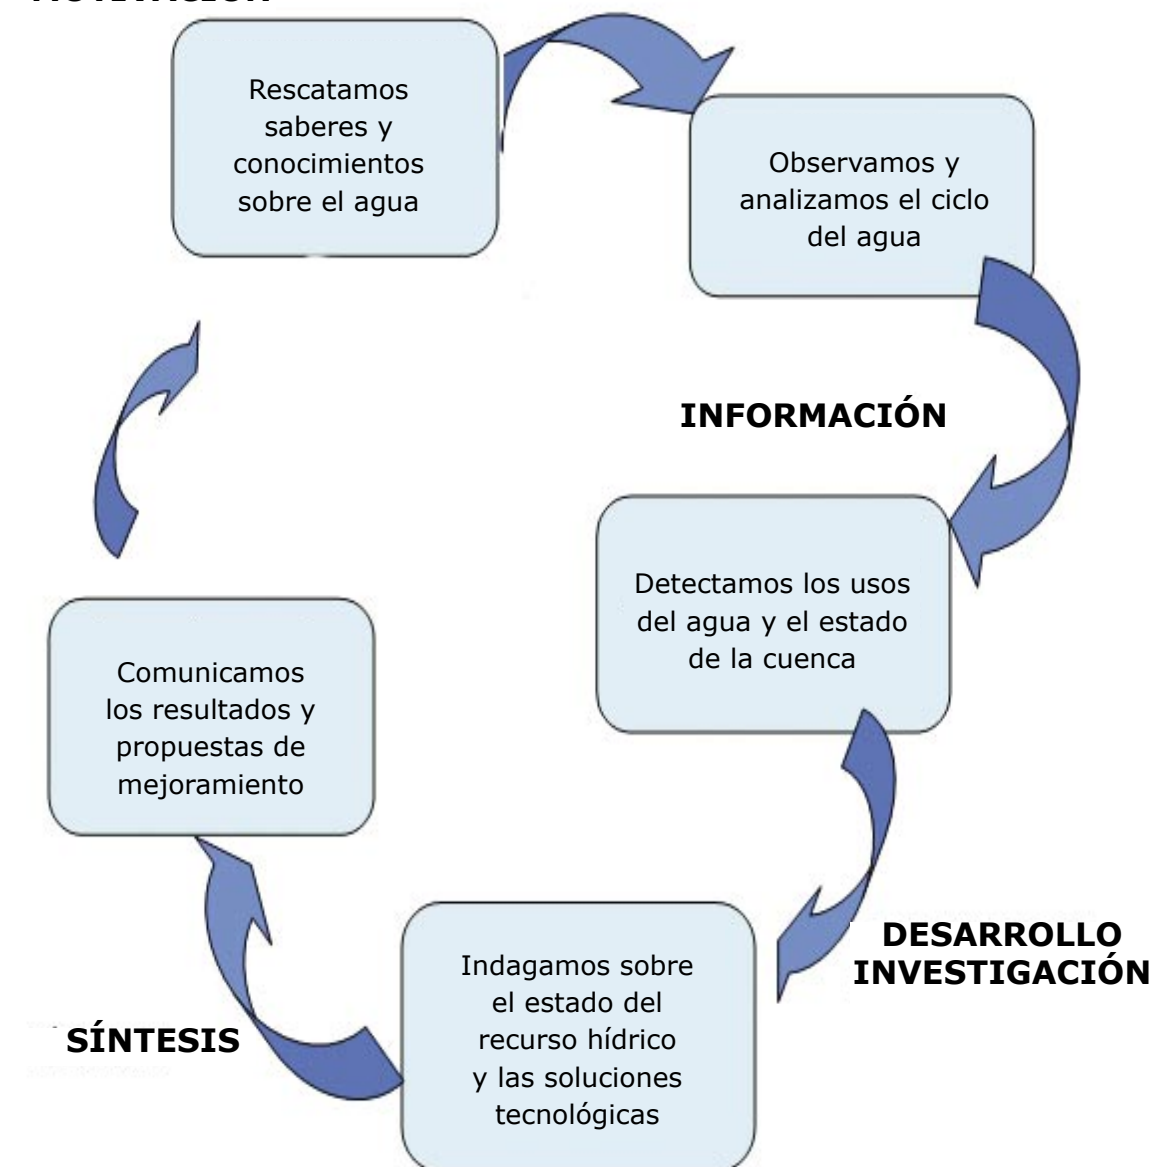 Rescatamos
saberes y
conocimientos
sobre el agua
Observamos y
analizamos el ciclo
del agua
INFORMACIÓN
Detectamos los usos
del agua y el estado
de la cuenca
DESARROLLO
INVESTIGACIÓN
Indagamos sobre
el estado del
recurso hídrico
y las soluciones
tecnológicas
SÍNTESIS
Comunicamos
los resultados y
propuestas de
mejoramiento